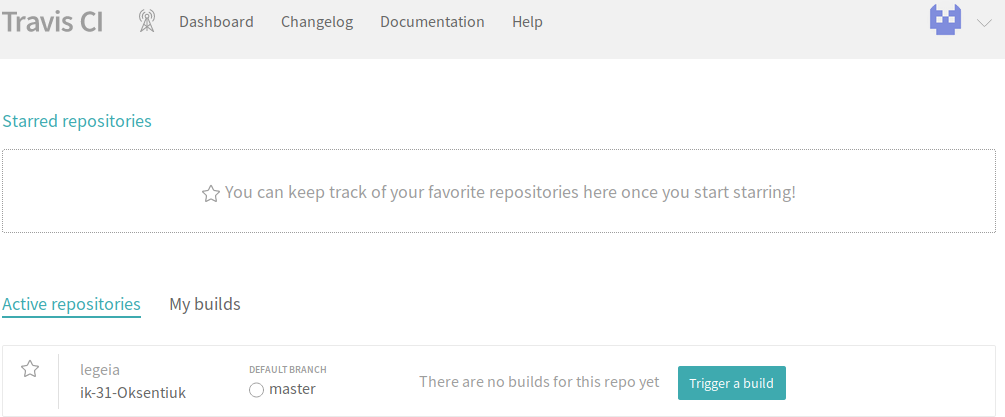 Travis CI Dashboard Changelog Documentation Help
Starred repositories
You can keep track of your favorite repositories here once you start starring!
Active repositories My builds
legeia
ik-31-Oksentiuk
DEFAULT BRANCH
master
There are no builds for this repo yet
Trigger a build